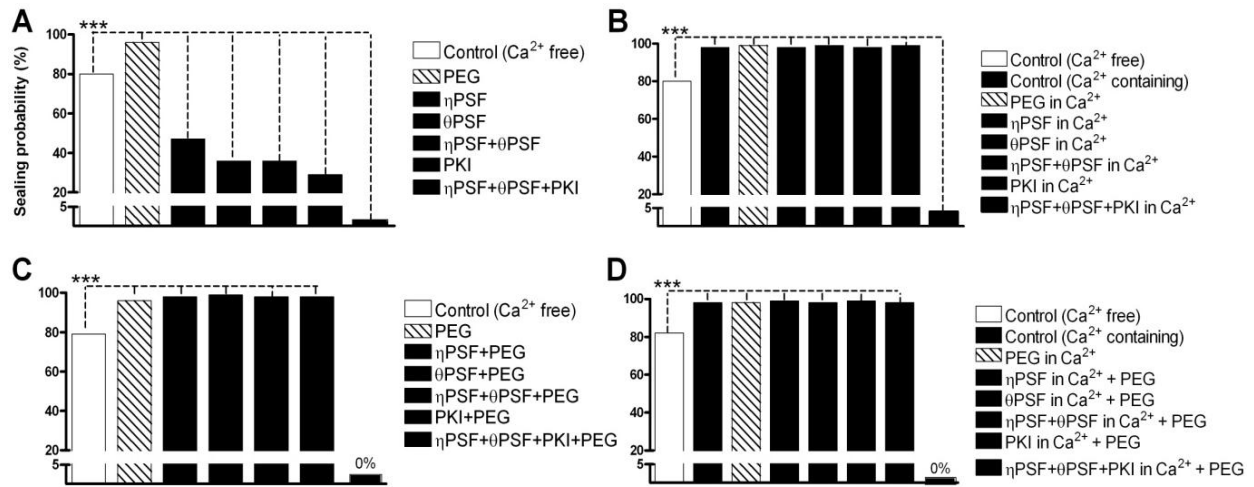 A
***
Sealing probability (%)
100
80
60
40
20
5
Control (Ca²⁺ free)
PEG
ηPSF
θPSF
ηPSF+θPSF
PKI
ηPSF+θPSF+PKI
B
***
100
80
60
40
20
5
Control (Ca²⁺ free)
Control (Ca²⁺ containing)
PEG in Ca²⁺
ηPSF in Ca²⁺
θPSF in Ca²⁺
ηPSF+θPSF in Ca²⁺
PKI in Ca²⁺
ηPSF+θPSF+PKI in Ca²⁺
C
***
100
80
60
40
20
5
0%
Control (Ca²⁺ free)
PEG
ηPSF+PEG
θPSF+PEG
ηPSF+θPSF+PEG
PKI+PEG
ηPSF+θPSF+PKI+PEG
D
***
100
80
60
40
20
5
0%
Control (Ca²⁺ free)
Control (Ca²⁺ containing)
PEG in Ca²⁺
ηPSF in Ca²⁺ + PEG
θPSF in Ca²⁺ + PEG
ηPSF+θPSF in Ca²⁺ + PEG
PKI in Ca²⁺ + PEG
ηPSF+θPSF+PKI in Ca²⁺ + PEG